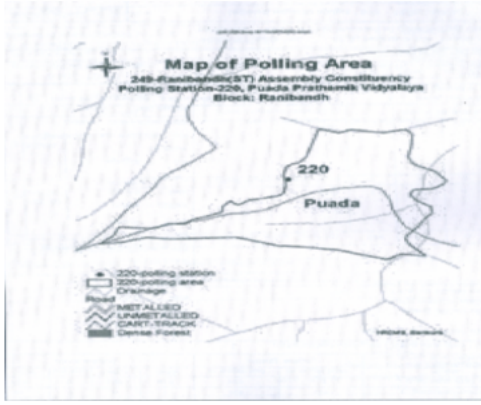 Map of Polling Area
249-Ranibandh(ST) Assembly Constituency
Polling Station-220, Puada Prathamik Vidyalaya
Block: Ranibandh
220
Puada
220-polling station
220-polling area
Drainage
Road
METALLED
UNMETALLED
CART-TRACK
Dense Forest